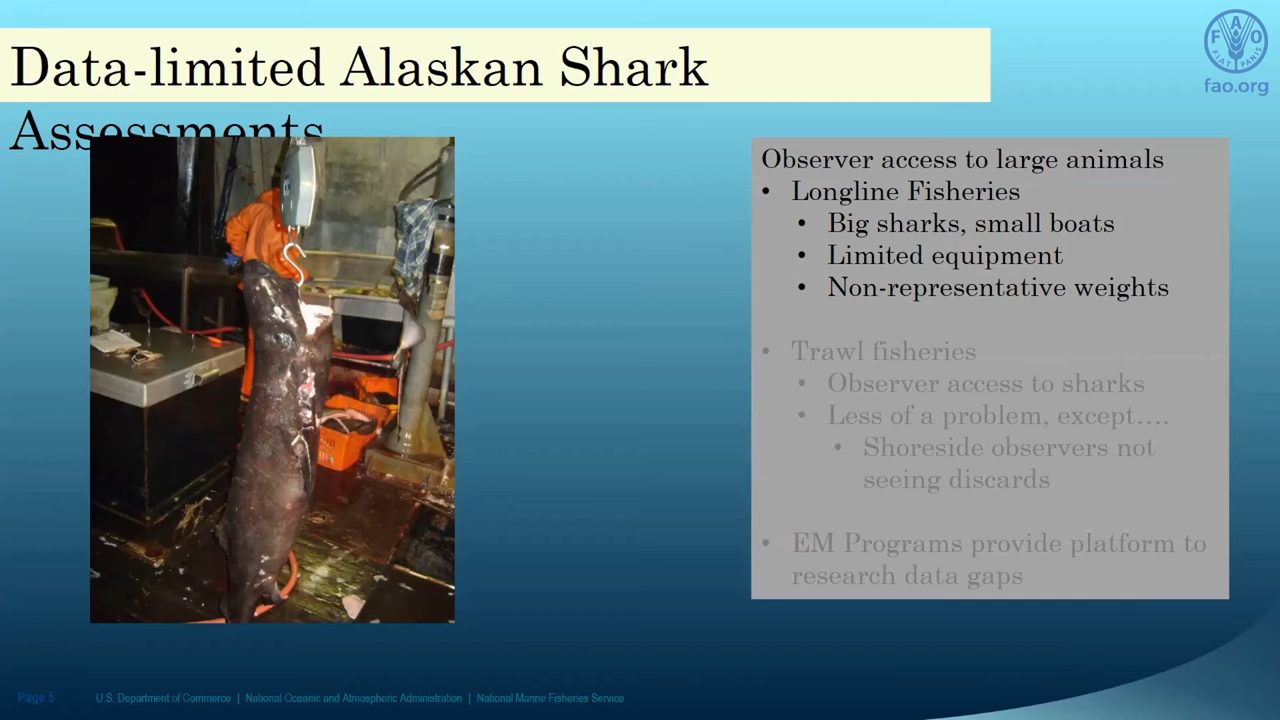 Data-limited Alaskan Shark
Assessments
FAO
FIAT PANIS
fao.org
Observer access to large animals
• Longline Fisheries
• Big sharks, small boats
• Limited equipment
• Non-representative weights
• Trawl fisheries
• Observer access to sharks
• Less of a problem, except....
• Shoreside observers not
seeing discards
• EM Programs provide platform to
research data gaps
Page 5
U.S. Department of Commerce | National Oceanic and Atmospheric Administration | National Marine Fisheries Service